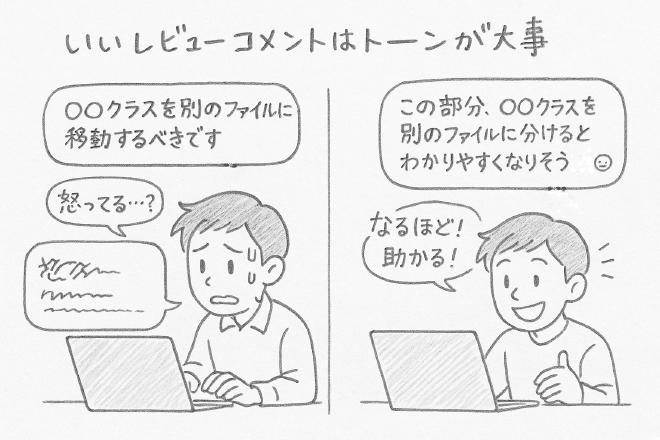 いいレビューコメントはトーンが大事
〇〇クラスを別のファイルに
移動するべきです
怒ってる…?
この部分、〇〇クラスを
別のファイルに分けると
わかりやすくなりそう
なるほど!
助かる!